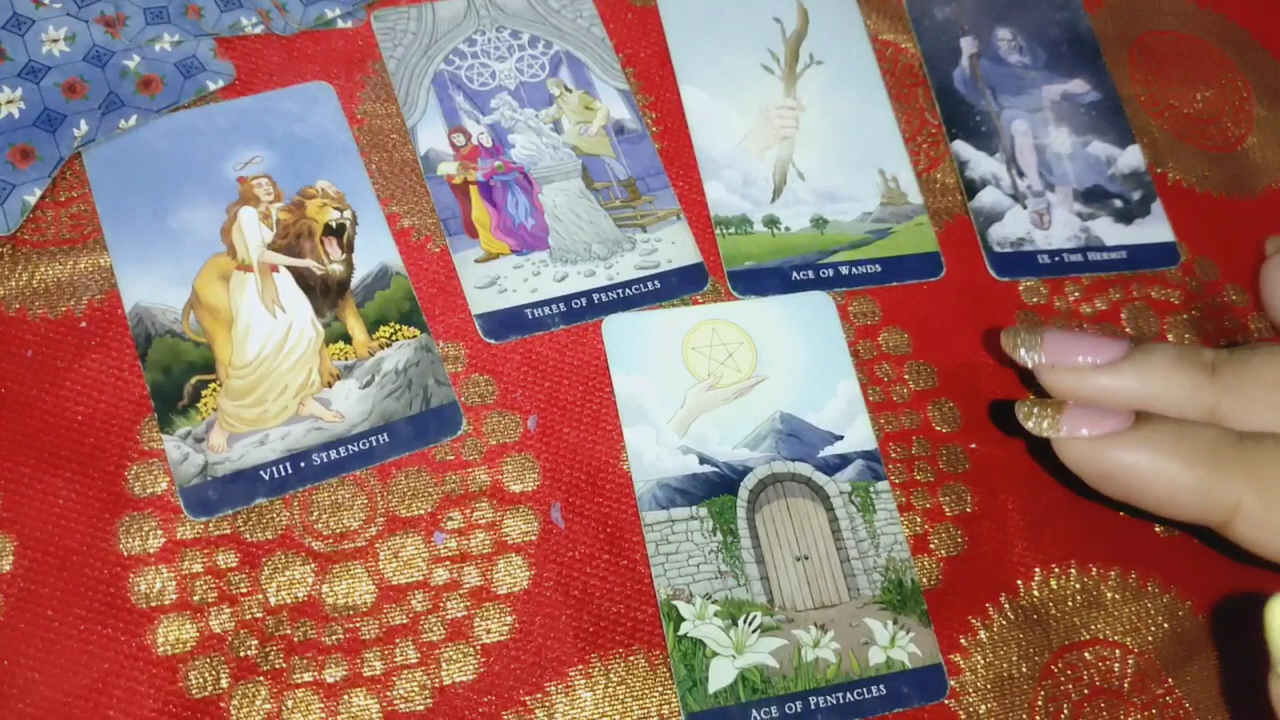 VIII • STRENGTH
THREE OF PENTACLES
ACE OF WANDS
IX • THE HERMIT
ACE OF PENTACLES